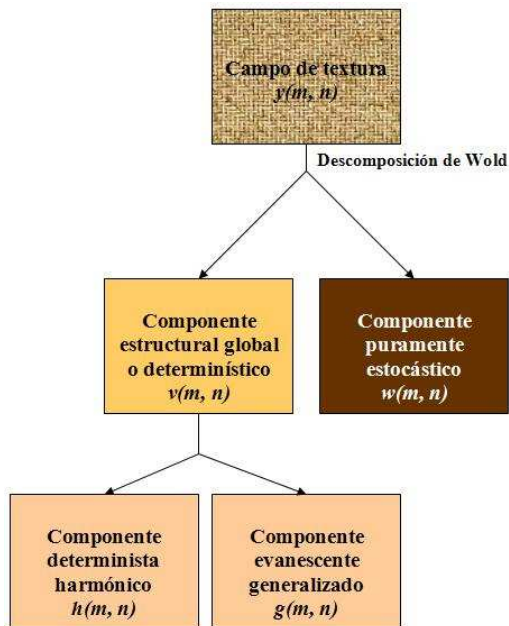 Campo de textura
y(m, n)
Descomposición de Wold
Componente
estructural global
o determinístico
v(m, n)
Componente
puramente
estocástico
w(m, n)
Componente
determinista
harmónico
h(m, n)
Componente
evanescente
generalizado
g(m, n)